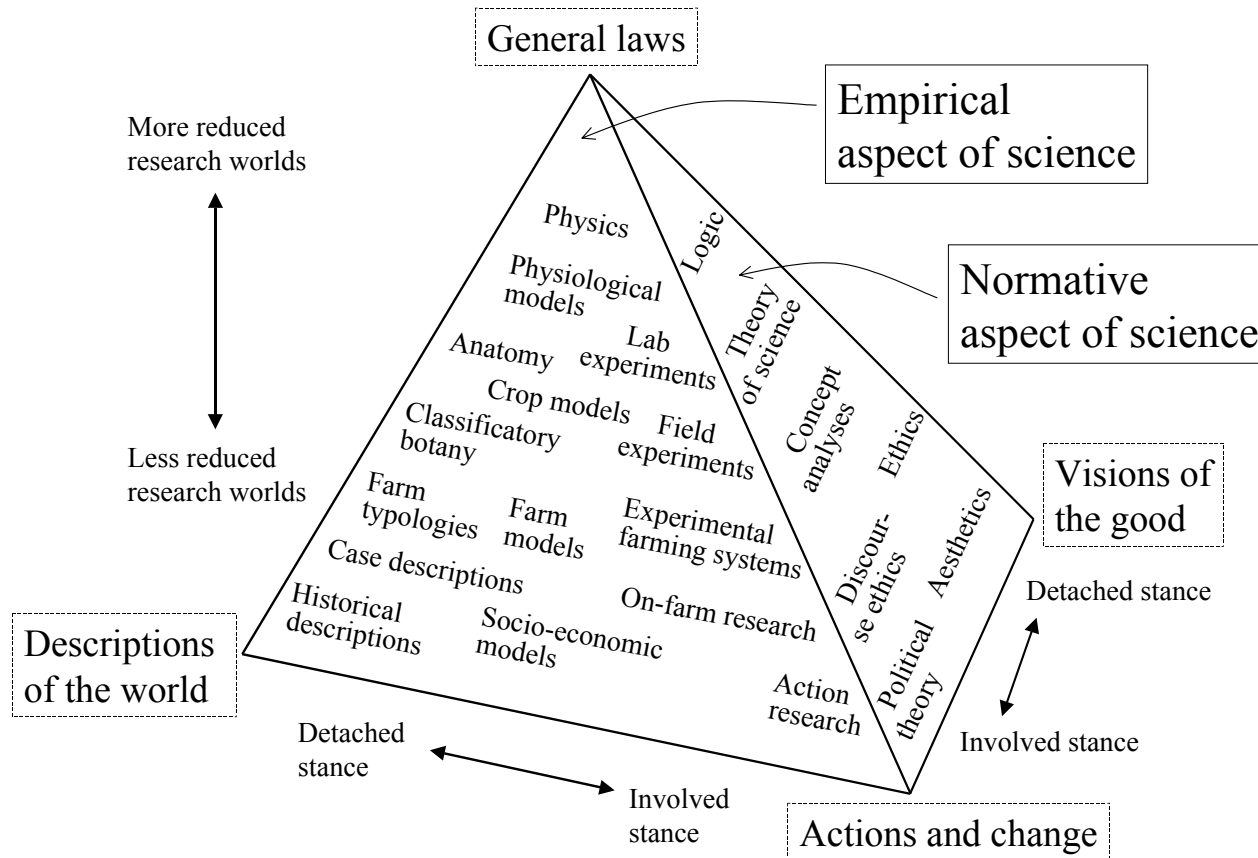 General laws
Empirical
aspect of science
More reduced
research worlds
Physics
Logic
Normative
aspect of science
Physiological
models
Theory
of science
Lab
experiments
Anatomy
Crop models
Concept
analyses
Field
experiments
Classificatory
botany
Ethics
Less reduced
research worlds
Visions of
the good
Farm
typologies
Farm
models
Experimental
farming systems
Discour-
se ethics
Aesthetics
Case descriptions
Detached stance
Historical
descriptions
Socio-economic
models
On-farm research
Descriptions
of the world
Political
theory
Action
research
Involved stance
Detached
stance
Involved
stance
Actions and change